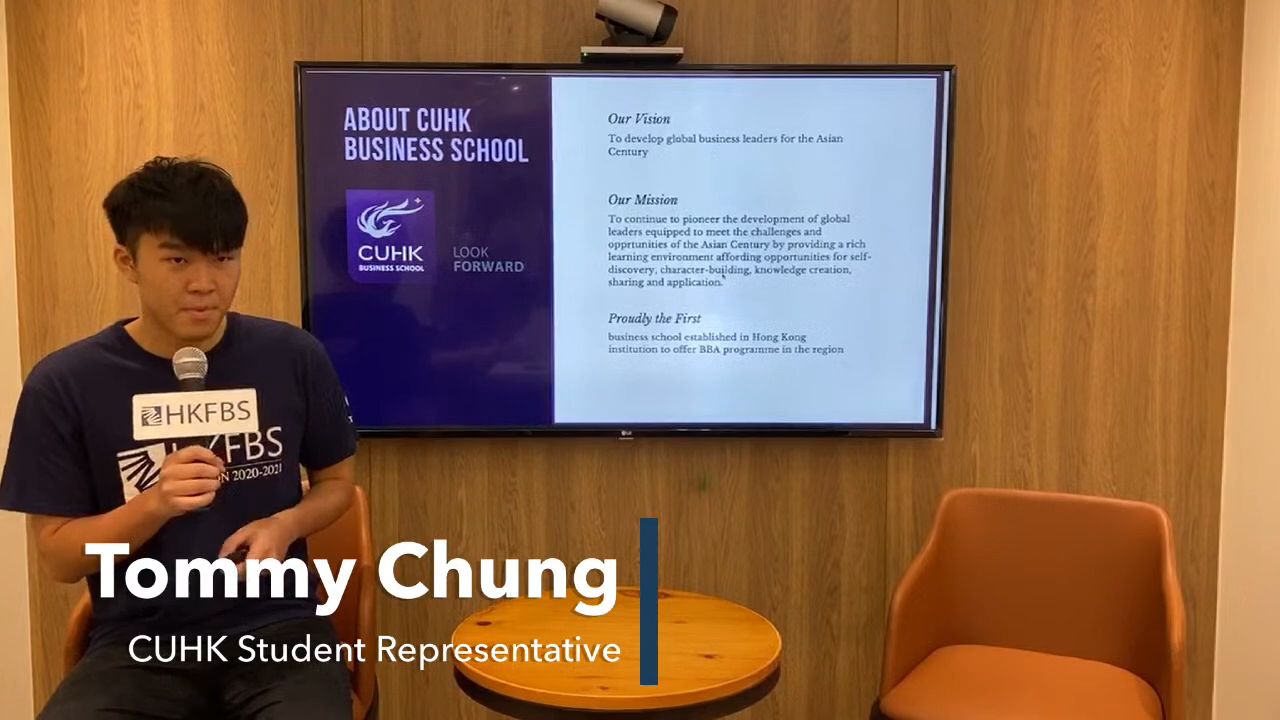 ABOUT CUHK
BUSINESS SCHOOL
CUHK
BUSINESS SCHOOL
LOOK
FORWARD
Our Vision
To develop global business leaders for the Asian
Century
Our Mission
To continue to pioneer the development of global
leaders equipped to meet the challenges and
opprtunities of the Asian Century by providing a rich
learning environment affording opportunities for self-
discovery, character-building, knowledge creation,
sharing and application.
Proudly the First
business school established in Hong Kong
institution to offer BBA programme in the region
HKFBS
2020-2021
Tommy Chung
CUHK Student Representative
LG